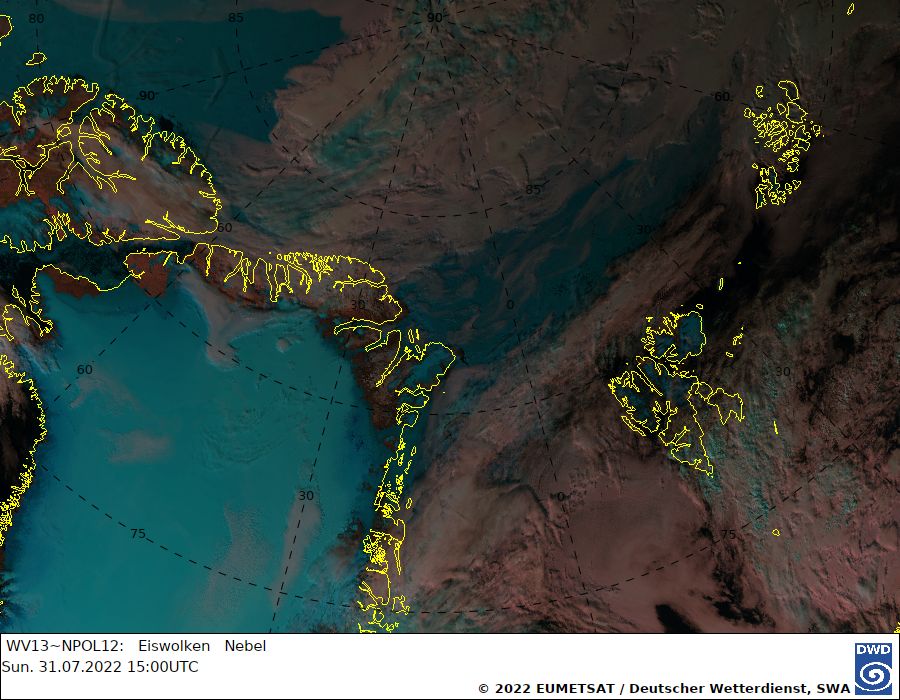 80 85 90
90 60
85
60 30
30 0
60 30
30
0
75 75
WV13~NPOL12: Eiswolken Nebel
Sun. 31.07.2022 15:00UTC
DWD
© 2022 EUMETSAT / Deutscher Wetterdienst, SWA